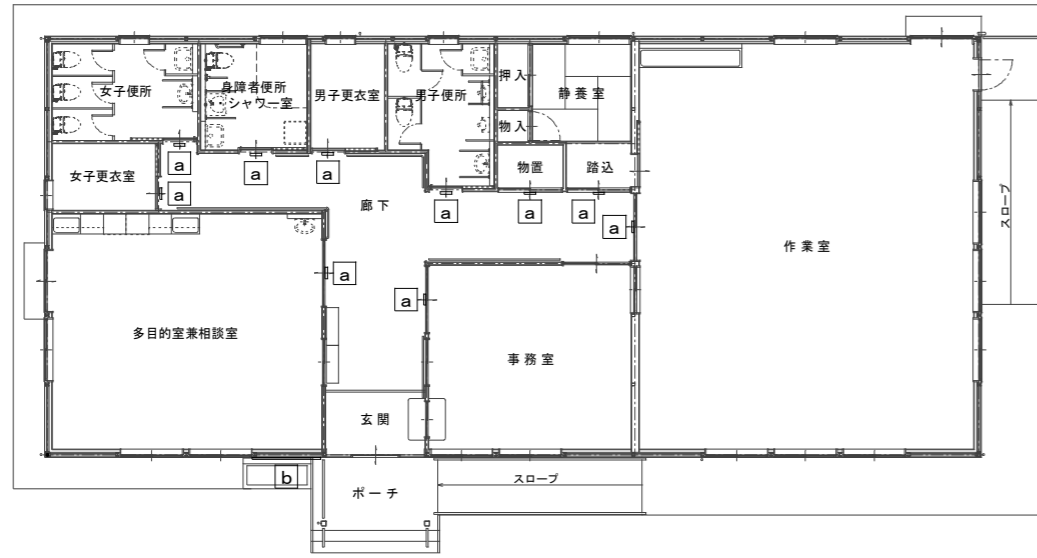 女子便所
身障者便所
シャワー室
男子更衣室
男子便所
押入
静養室
物入
物置
踏込
女子更衣室
a
a
a
a
a
a
a
a
a
a
廊下
作業室
スロープ
多目的室兼相談室
事務室
玄関
b
ポーチ
スロープ